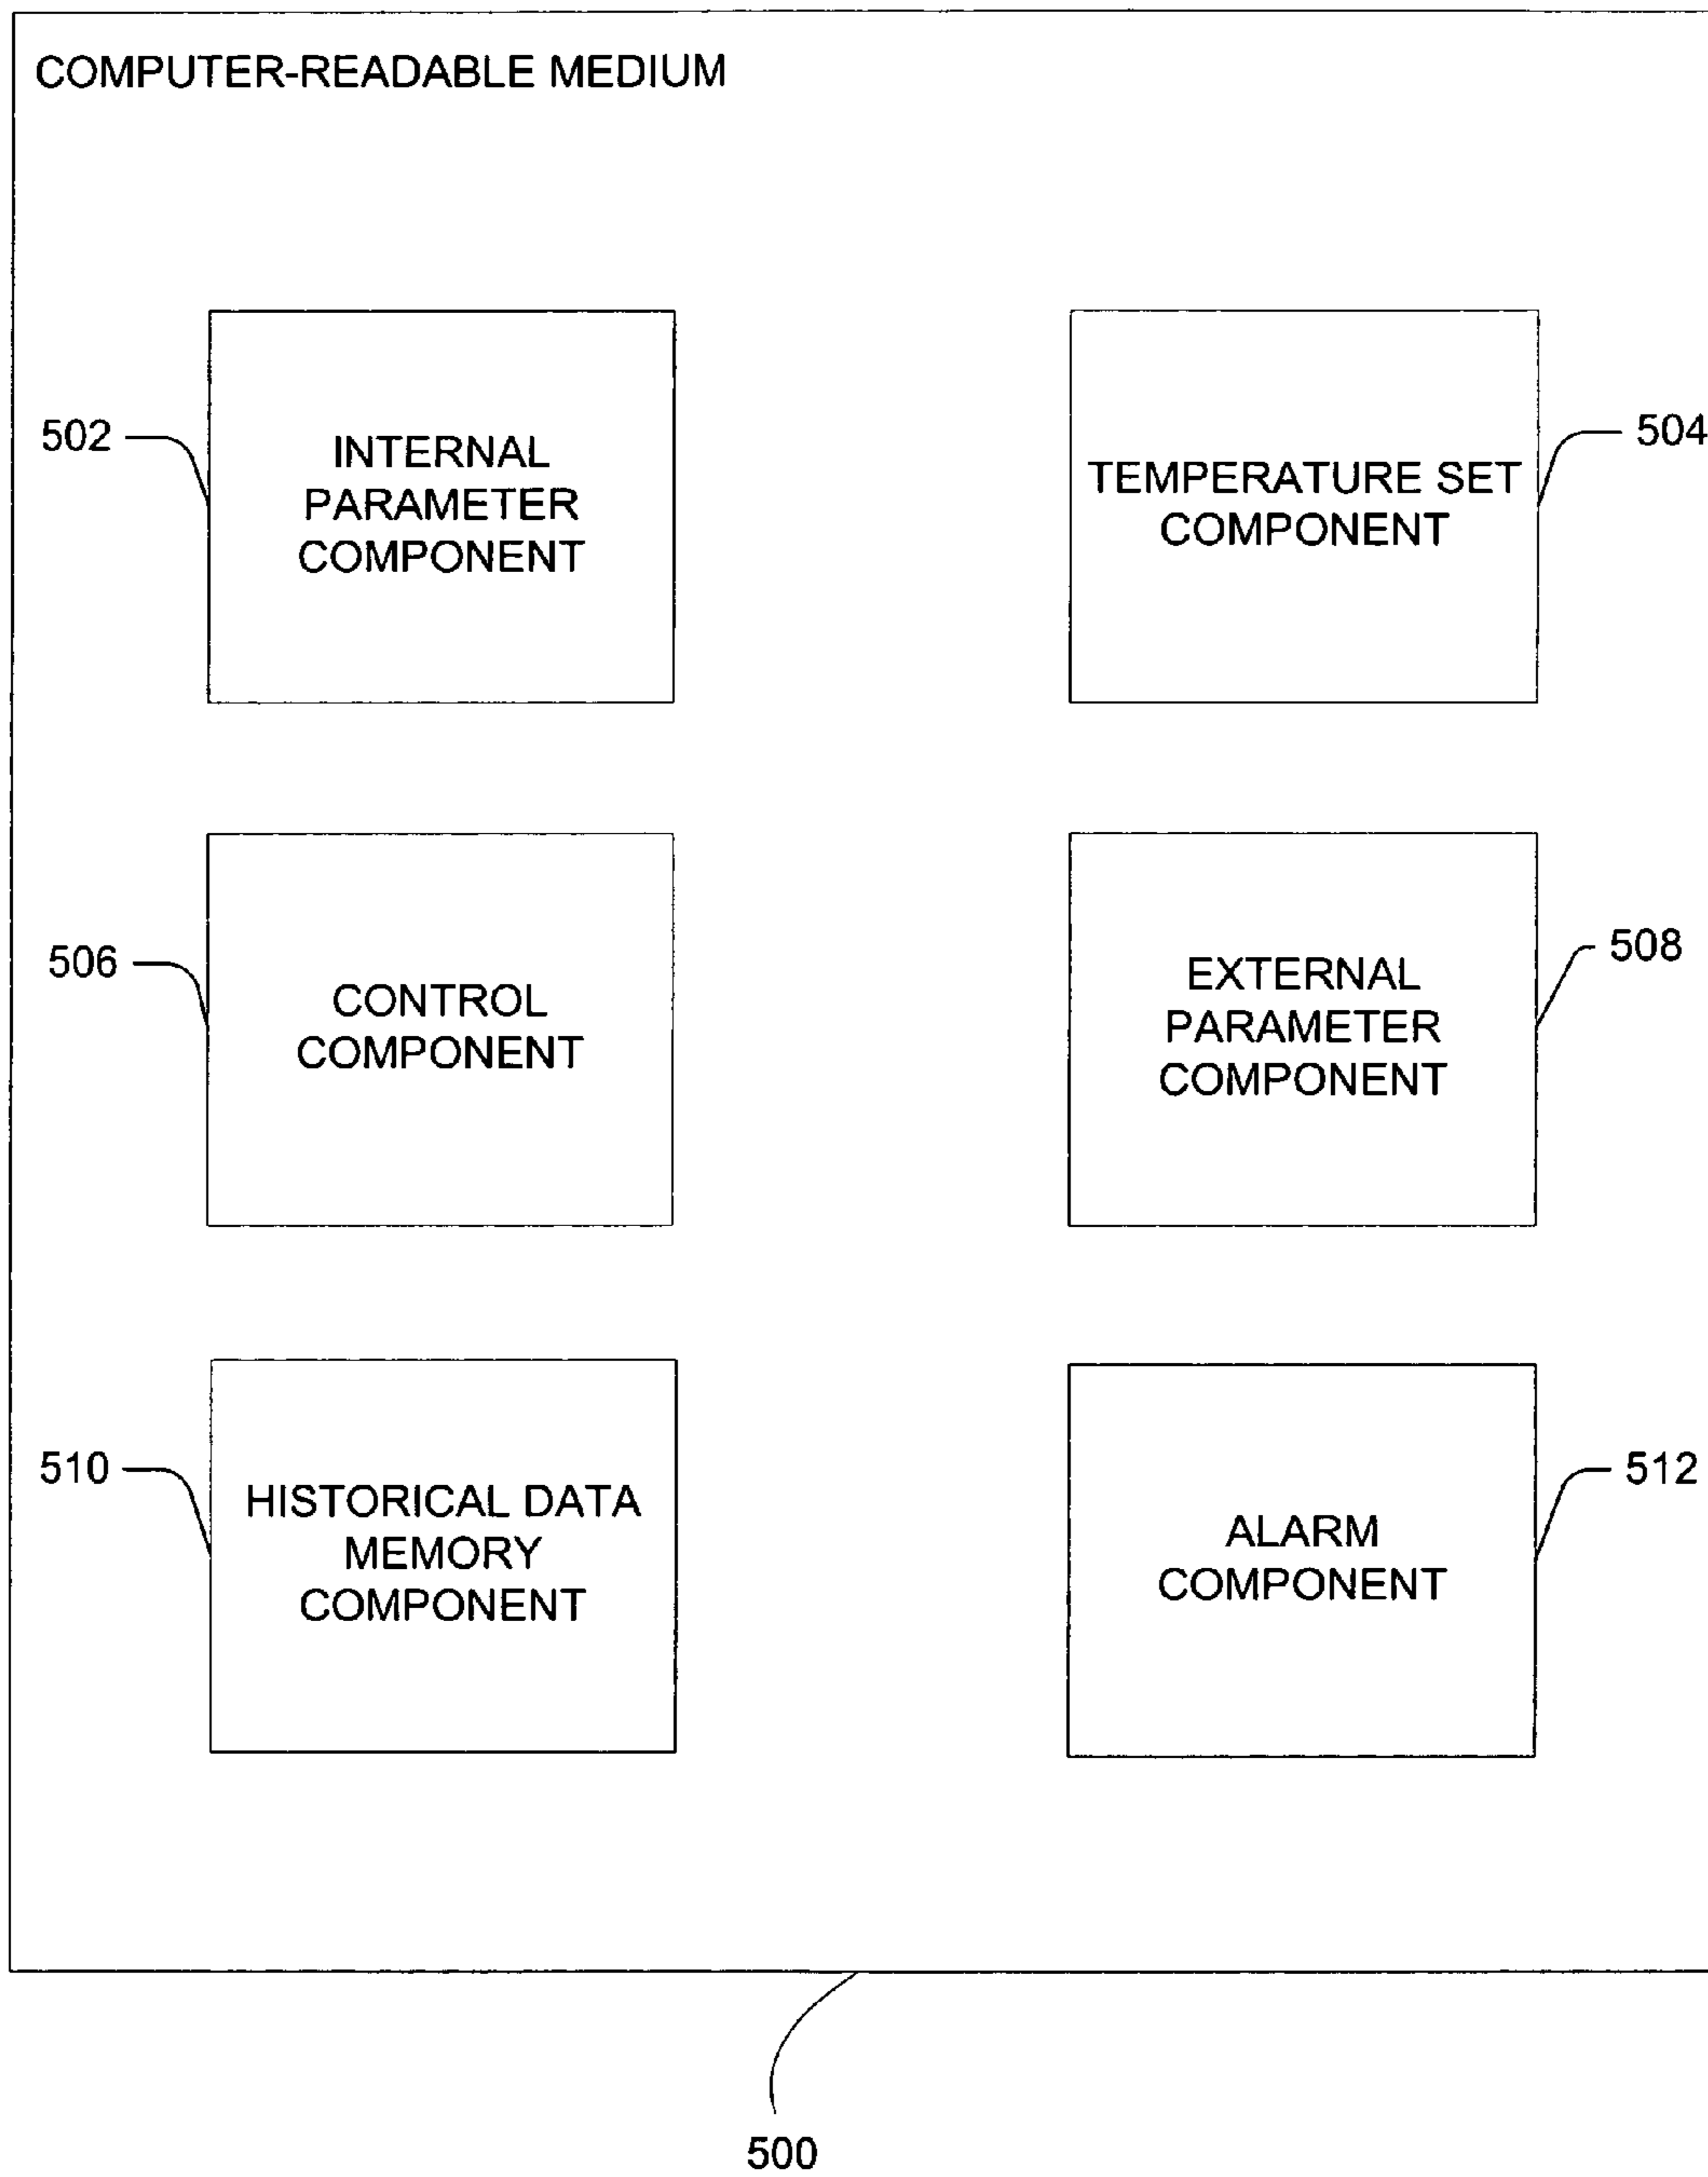 COMPUTER-READABLE MEDIUM
502
INTERNAL
PARAMETER
COMPONENT
504
TEMPERATURE SET
COMPONENT
506
CONTROL
COMPONENT
508
EXTERNAL
PARAMETER
COMPONENT
510
HISTORICAL DATA
MEMORY
COMPONENT
512
ALARM
COMPONENT
500